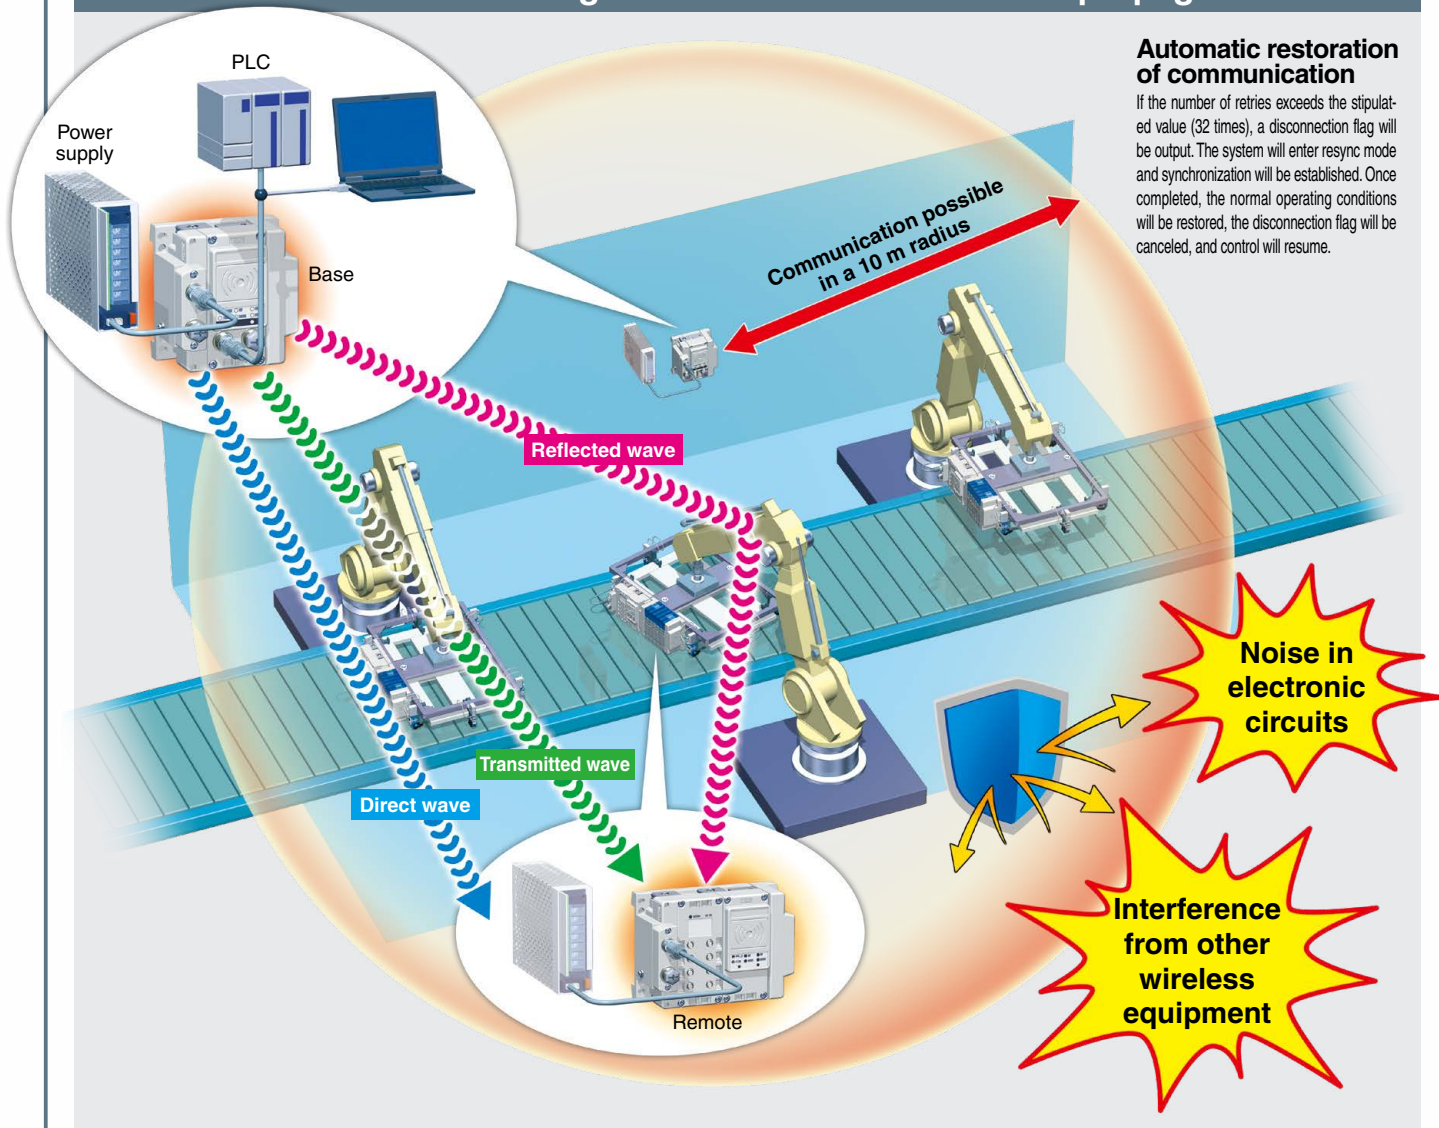 Automatic restoration
of communication
If the number of retries exceeds the stipulat-
ed value (32 times), a disconnection flag will
be output. The system will enter resync mode
and synchronization will be established. Once
completed, the normal operating conditions
will be restored, the disconnection flag will be
canceled, and control will resume.
PLC
Power
supply
Base
Communication possible
in a 10 m radius
Reflected wave
Transmitted wave
Direct wave
Remote
Noise in
electronic
circuits
Interference
from other
wireless
equipment